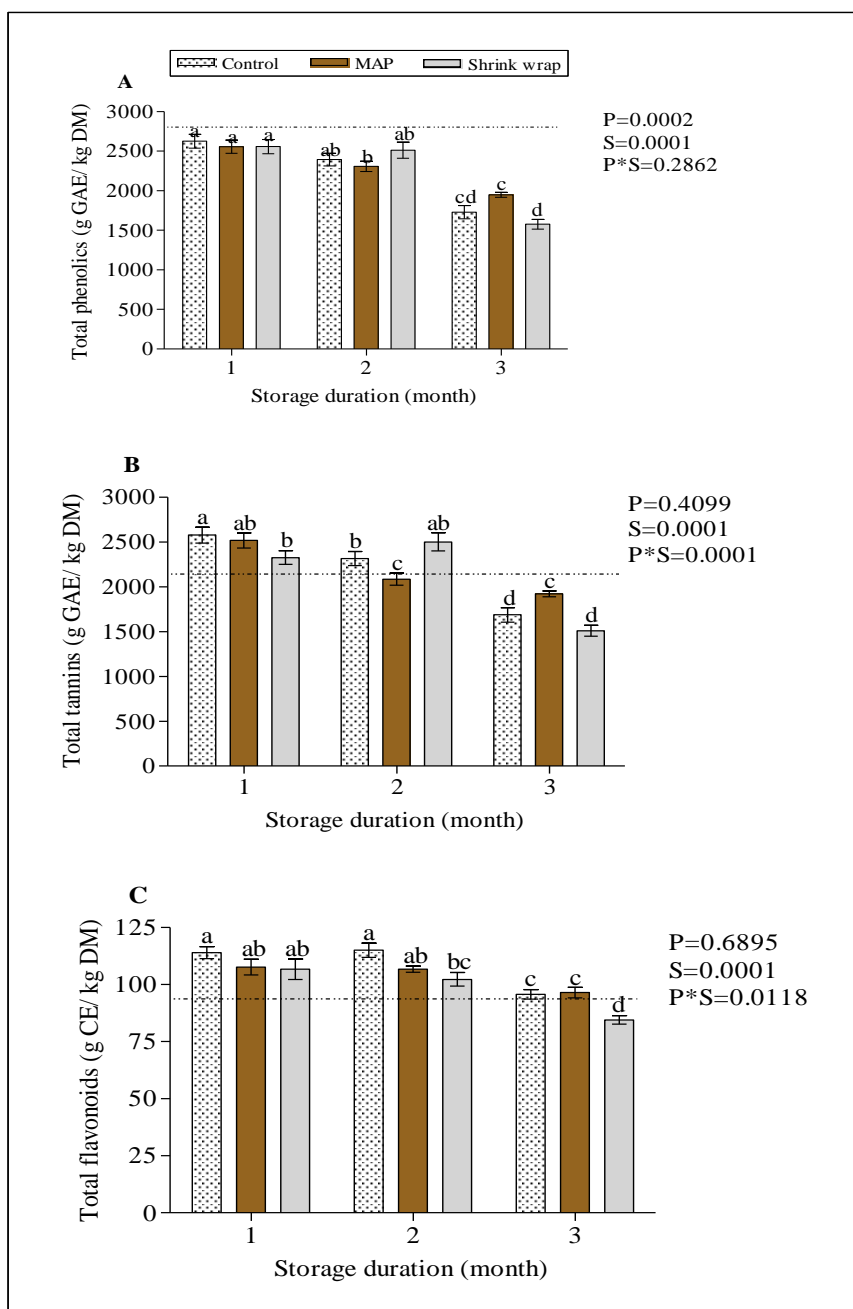 Control MAP Shrink wrap
A
P=0.0002
S=0.0001
P*S=0.2862
Total phenolics (g GAE/ kg DM)
3000
2500
2000
1500
1000
500
0
a a a ab b ab cd c d
1 2 3
Storage duration (month)
B
P=0.4099
S=0.0001
P*S=0.0001
Total tannins (g GAE/ kg DM)
3000
2500
2000
1500
1000
500
0
a ab b b c ab d c d
1 2 3
Storage duration (month)
C
P=0.6895
S=0.0001
P*S=0.0118
Total flavonoids (g CE/ kg DM)
125
100
75
50
25
0
a ab ab a ab bc c c d
1 2 3
Storage duration (month)